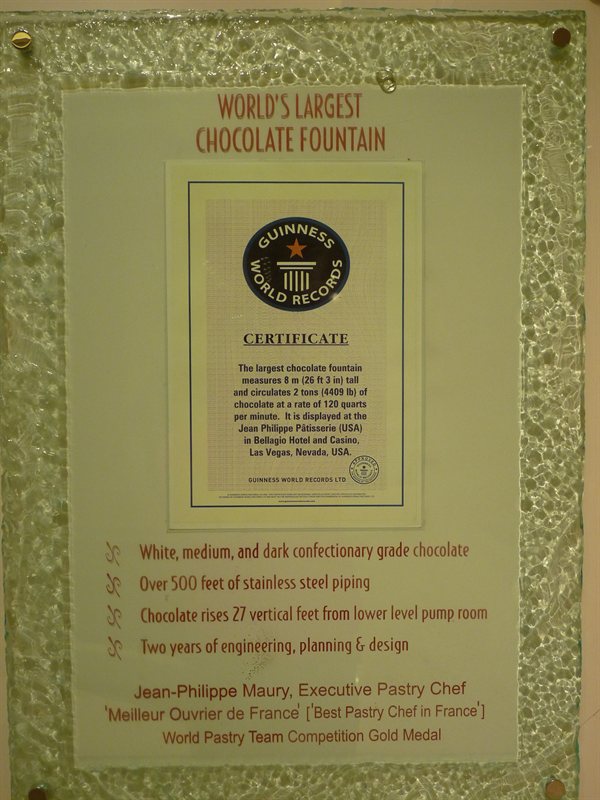 WORLD'S LARGEST
CHOCOLATE FOUNTAIN
GUINNESS
WORLD RECORDS
CERTIFICATE
The largest chocolate fountain
measures 8 m (26 ft 3 in) tall
and circulates 2 tons (4409 lb) of
chocolate at a rate of 120 quarts
per minute. It is displayed at the
Jean Philippe Pâtisserie (USA)
in Bellagio Hotel and Casino,
Las Vegas, Nevada, USA.
GUINNESS WORLD RECORDS LTD
White, medium, and dark confectionary grade chocolate
Over 500 feet of stainless steel piping
Chocolate rises 27 vertical feet from lower level pump room
Two years of engineering, planning & design
Jean-Philippe Maury, Executive Pastry Chef
'Meilleur Ouvrier de France' ['Best Pastry Chef in France']
World Pastry Team Competition Gold Medal